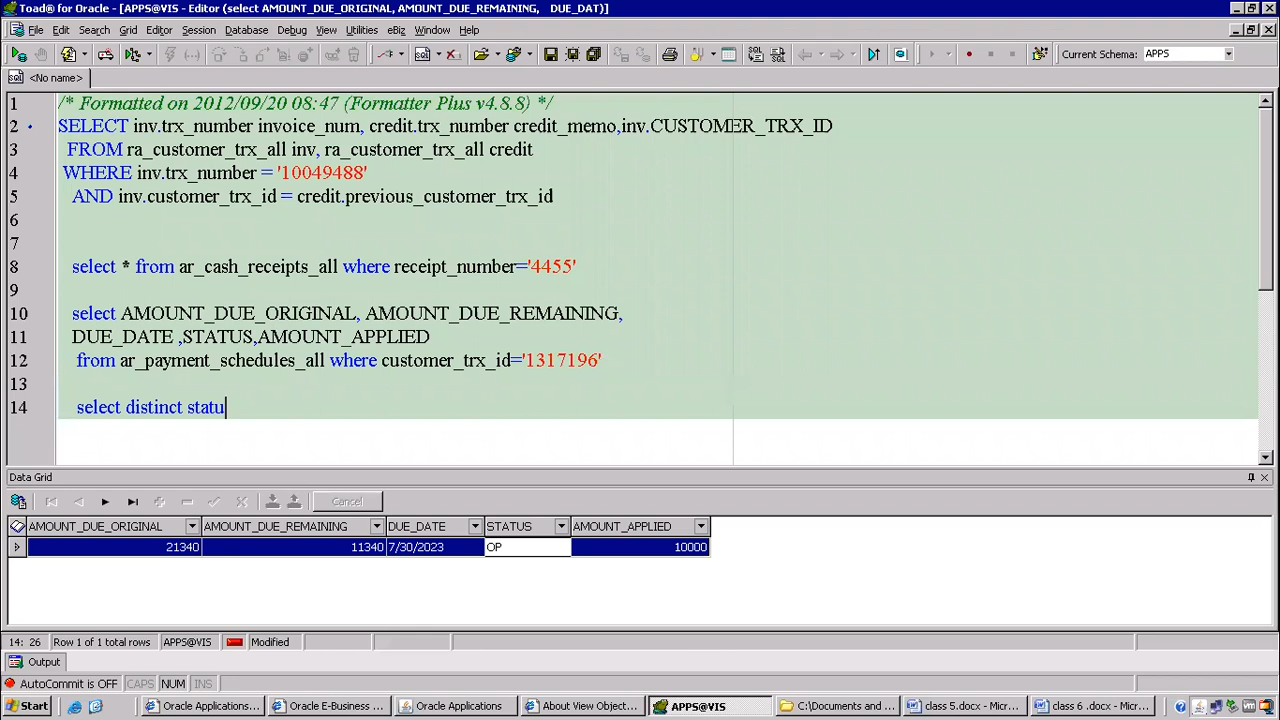 Toad® for Oracle - [APPS@VIS - Editor (select AMOUNT_DUE_ORIGINAL, AMOUNT_DUE_REMAINING,   DUE_DAT)]
File Edit Search Grid Editor Session Database Debug View Utilities eBiz Window Help
Current Schema: APPS
<No name>
1 /* Formatted on 2012/09/20 08:47 (Formatter Plus v4.8.8) */
2 SELECT inv.trx_number invoice_num, credit.trx_number credit_memo,inv.CUSTOMER_TRX_ID
3 FROM ra_customer_trx_all inv, ra_customer_trx_all credit
4 WHERE inv.trx_number = '10049488'
5 AND inv.customer_trx_id = credit.previous_customer_trx_id
6
7
8 select * from ar_cash_receipts_all where receipt_number='4455'
9
10 select AMOUNT_DUE_ORIGINAL, AMOUNT_DUE_REMAINING,
11 DUE_DATE ,STATUS,AMOUNT_APPLIED
12 from ar_payment_schedules_all where customer_trx_id='1317196'
13
14 select distinct statu
Data Grid
Cancel
AMOUNT_DUE_ORIGINAL AMOUNT_DUE_REMAINING DUE_DATE STATUS AMOUNT_APPLIED
21340 11340 7/30/2023 OP 10000
14: 26 Row 1 of 1 total rows APPS@VIS Modified
Output
AutoCommit is OFF CAPS NUM INS
Start Oracle Applications... Oracle E-Business ... Oracle Applications About View Object... APPS@VIS C:\Documents and ... class 5.docx - Micr... class 6 .docx - Micr...